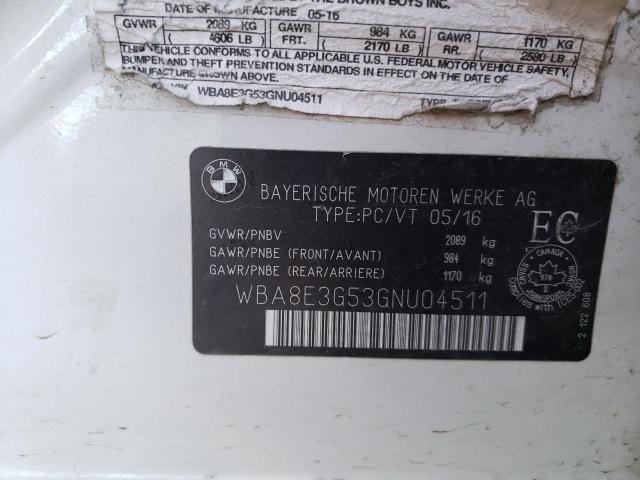 THE BROWN BOYS INC.
DATE OF MANUFACTURE 05-16
GVWR 2089 KG GAWR 984 KG GAWR 1170 KG
( 4606 LB ) FRT. ( 2170 LB ) RR. ( 2580 LB )
THIS VEHICLE CONFORMS TO ALL APPLICABLE U.S. FEDERAL MOTOR VEHICLE SAFETY,
BUMPER AND THEFT PREVENTION STANDARDS IN EFFECT ON THE DATE OF
MANUFACTURE SHOWN ABOVE.
WBA8E3G53GNU04511
BMW
BAYERISCHE MOTOREN WERKE AG
TYPE:PC/VT 05/16
EC
GVWR/PNBV 2089 kg
GAWR/PNBE (FRONT/AVANT) 984 kg
GAWR/PNBE (REAR/ARRIERE) 1170 kg
WBA8E3G53GNU04511
CANADA
978
TRANSPORT
2 122 608